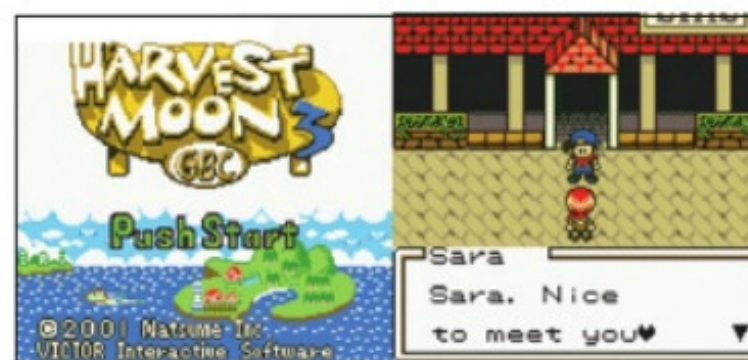 HARVEST
MOON 3
GBC
Push Start
©2001 Natsume Inc.
VICTOR Interactive Software
Sara
Sara. Nice
to meet you♥ ▼